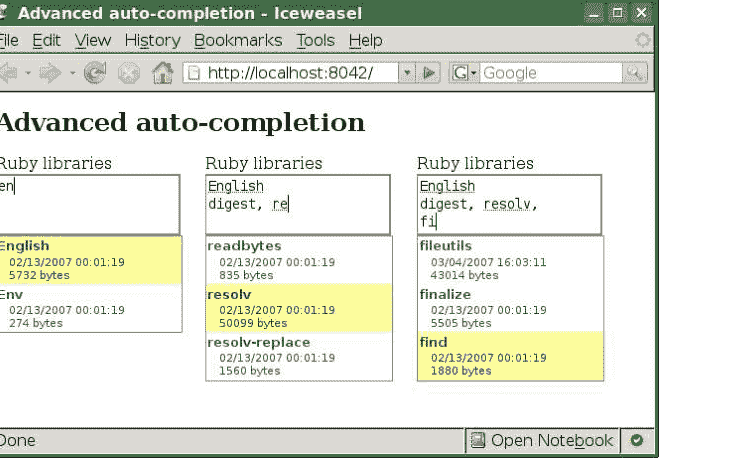 Advanced auto-completion - Iceweasel
File Edit View History Bookmarks Tools Help
http://localhost:8042/ G Google
Advanced auto-completion
Ruby libraries
en
English
02/13/2007 00:01:19
5732 bytes
Env
02/13/2007 00:01:19
274 bytes
Ruby libraries
English
digest, re
readbytes
02/13/2007 00:01:19
835 bytes
resolv
02/13/2007 00:01:19
50099 bytes
resolv-replace
02/13/2007 00:01:19
1560 bytes
Ruby libraries
English
digest, resolv,
fi
fileutils
03/04/2007 16:03:11
43014 bytes
finalize
02/13/2007 00:01:19
5505 bytes
find
02/13/2007 00:01:19
1880 bytes
Done
Open Notebook